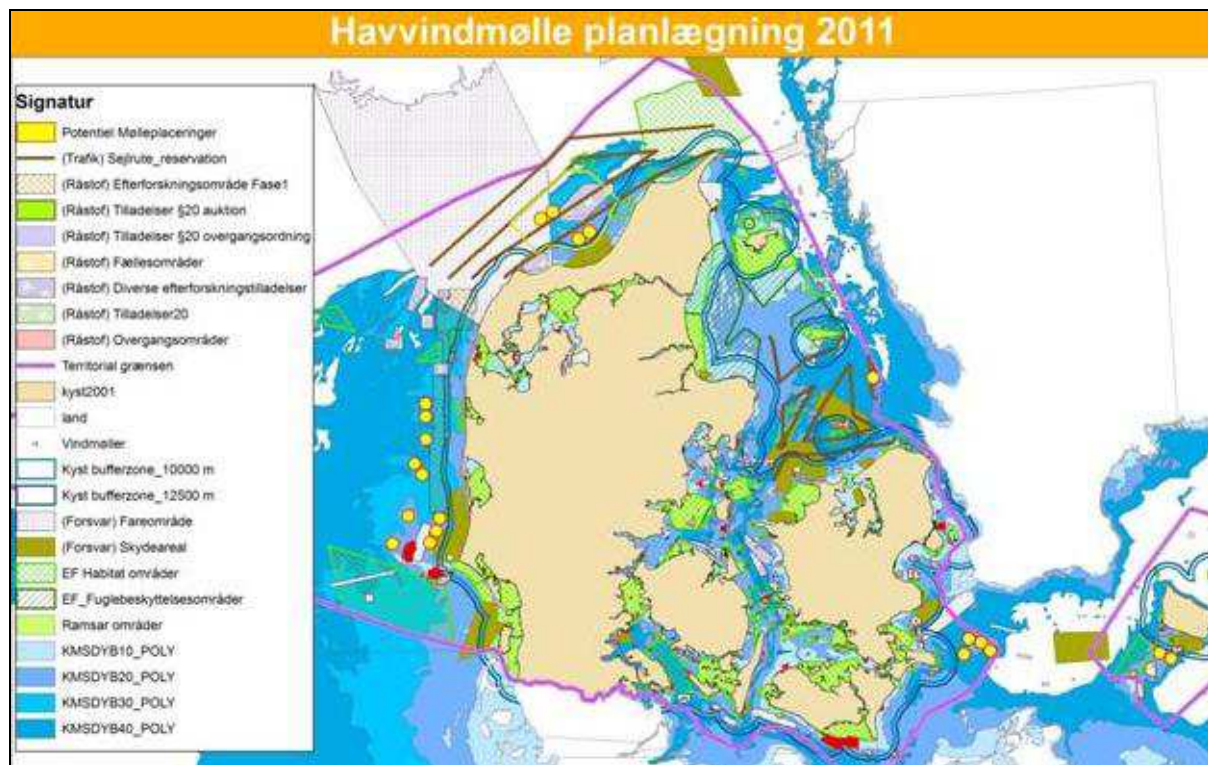 Havvindmølle planlægning 2011
Signatur
Potentiel Mølleplaceringer
(Trafik) Sejlrute_reservation
(Råstof) Efterforskningsområde Fase1
(Råstof) Tilladelser §20 auktion
(Råstof) Tilladelser §20 overgangsordning
(Råstof) Fællesområder
(Råstof) Diverse efterforskningstilladelser
(Råstof) Tilladelser20
(Råstof) Overgangsområder
Territorial grænsen
kyst2001
land
Vindmøller
Kyst bufferzone_10000 m
Kyst bufferzone_12500 m
(Forsvar) Fareområde
(Forsvar) Skydeareal
EF Habitat områder
EF_Fuglebeskyttelsesområder
Ramsar områder
KMSDYB10_POLY
KMSDYB20_POLY
KMSDYB30_POLY
KMSDYB40_POLY